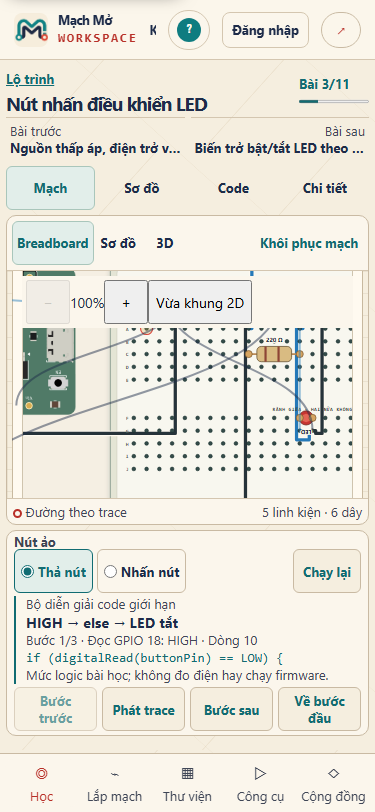 Mạch Mở
WORKSPACE
K
?
Đăng nhập
Lộ trình
Bài 3/11
Nút nhấn điều khiển LED
Bài trước
Bài sau
Nguồn thấp áp, điện trở v...
Biến trở bật/tắt LED theo ...
Mạch
Sơ đồ
Code
Chi tiết
Breadboard
Sơ đồ
3D
Khôi phục mạch
−
100%
+
Vừa khung 2D
220 Ω
LED
Đường theo trace
5 linh kiện · 6 dây
Nút ảo
Thả nút
Nhấn nút
Chạy lại
Bộ diễn giải code giới hạn
HIGH → else → LED tắt
Bước 1/3 · Đọc GPIO 18: HIGH · Dòng 10
if (digitalRead(buttonPin) == LOW) {
Mức logic bài học; không đo điện hay chạy firmware.
Bước trước
Phát trace
Bước sau
Về bước đầu
Học
Lắp mạch
Thư viện
Công cụ
Cộng đồng